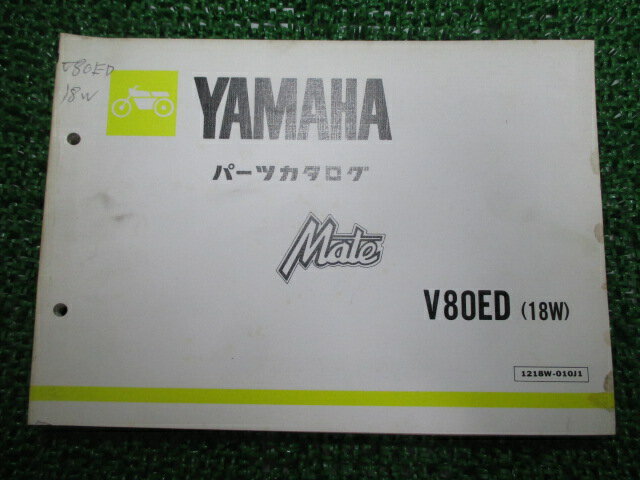 V80ED
18W
YAMAHA
パーツカタログ
Mate
V80ED (18W)
1218W-010J1